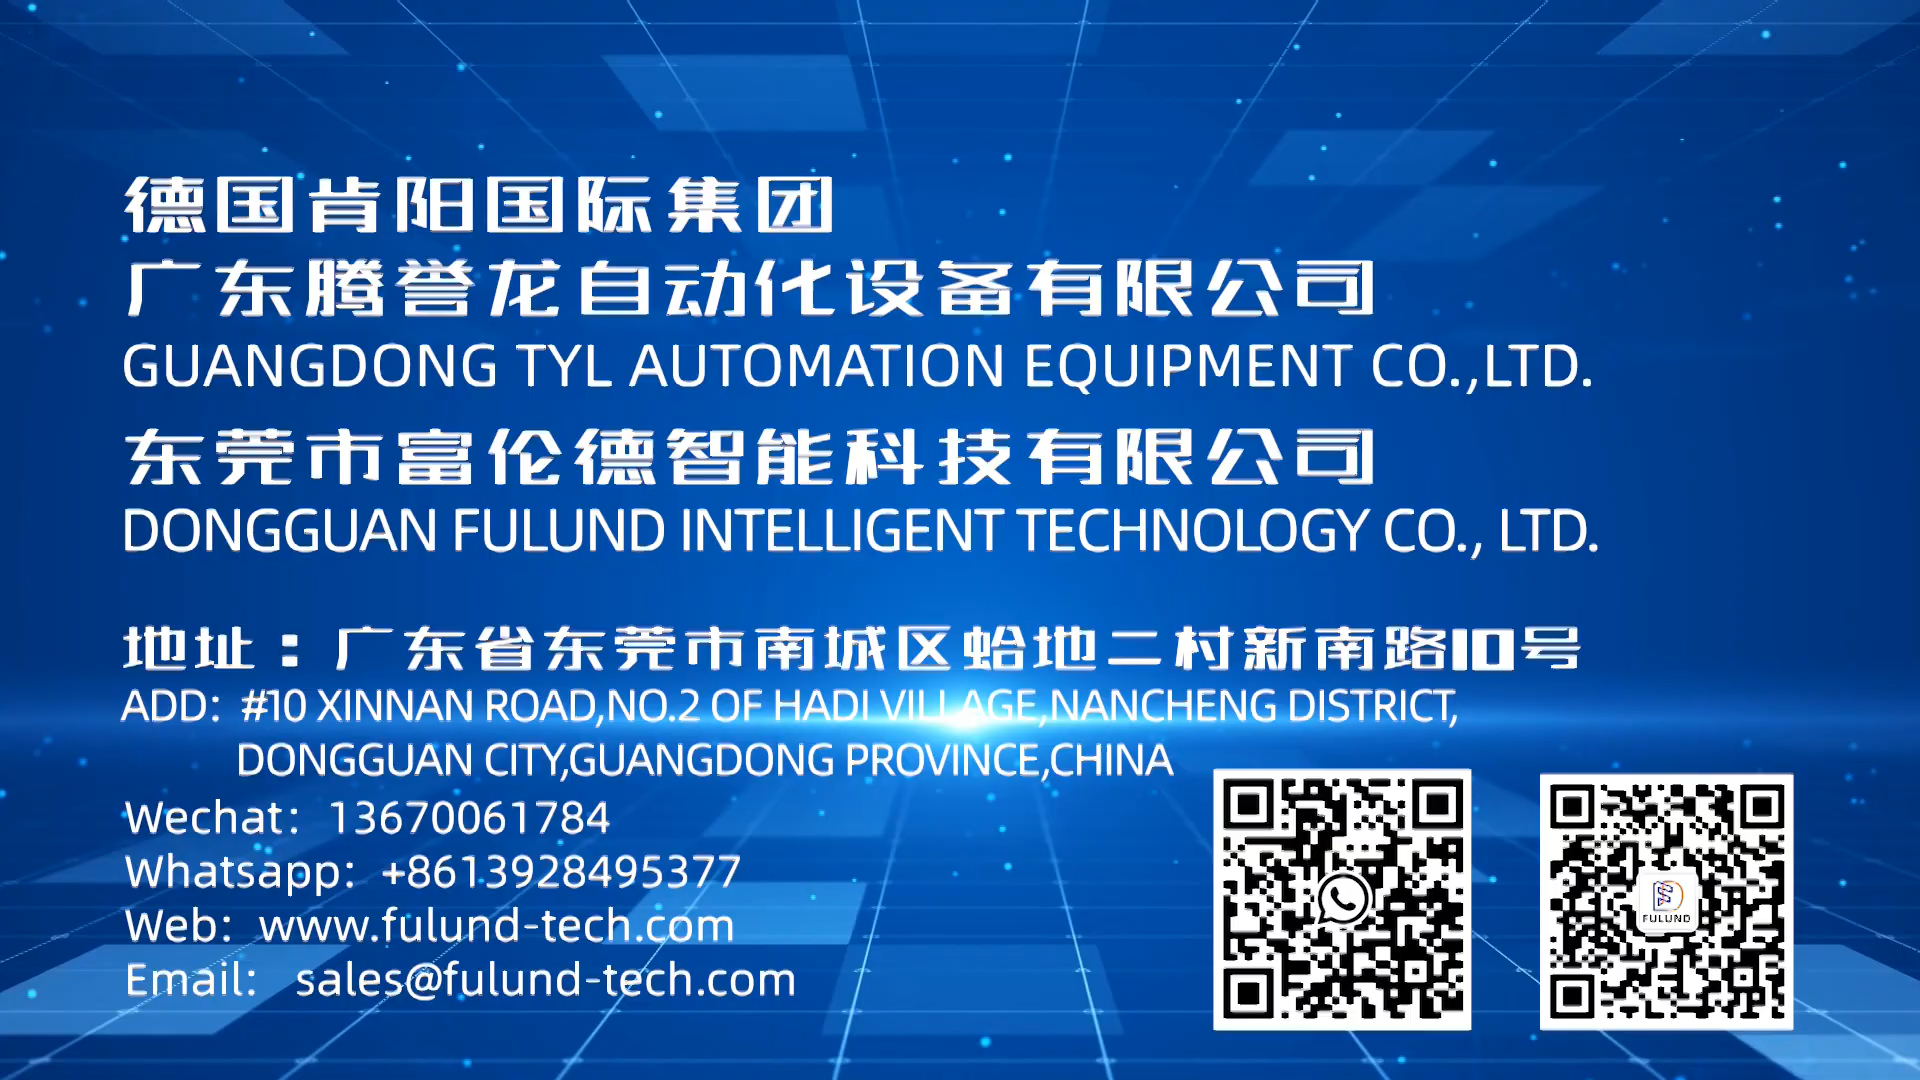 德国肯阳国际集团
广东腾誉龙自动化设备有限公司
GUANGDONG TYL AUTOMATION EQUIPMENT CO.,LTD.
东莞市富伦德智能科技有限公司
DONGGUAN FULUND INTELLIGENT TECHNOLOGY CO., LTD.
地址：广东省东莞市南城区蛤地二村新南路10号
ADD: #10 XINNAN ROAD,NO.2 OF HADI VILLAGE,NANCHENG DISTRICT,
DONGGUAN CITY,GUANGDONG PROVINCE,CHINA
Wechat: 13670061784
Whatsapp: +8613928495377
Web: www.fulund-tech.com
Email: sales@fulund-tech.com
FULUND